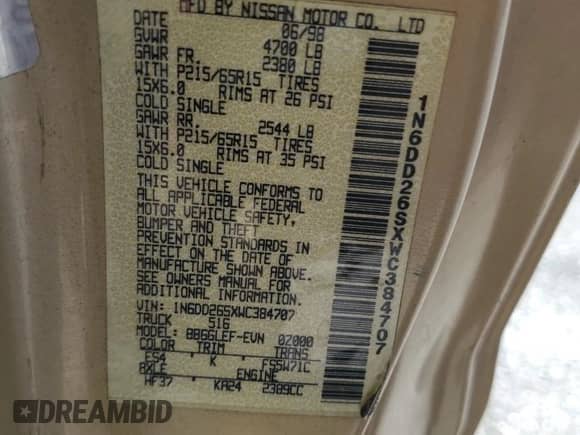 MFD BY NISSAN MOTOR CO. LTD
DATE 06/98
GVWR 4700 LB
GAWR FR. 2380 LB
WITH P215/65R15 TIRES
15X6.0 RIMS AT 26 PSI
COLD SINGLE
GAWR RR. 2544 LB
WITH P215/65R15 TIRES
15X6.0 RIMS AT 35 PSI
COLD SINGLE
THIS VEHICLE CONFORMS TO
ALL APPLICABLE FEDERAL
MOTOR VEHICLE SAFETY,
BUMPER AND THEFT
PREVENTION STANDARDS IN
EFFECT ON THE DATE OF
MANUFACTURE SHOWN ABOVE.
SEE OWNERS MANUAL FOR
ADDITIONAL INFORMATION
VIN: 1N6DD26SXWC384707
TRUCK S16
MODEL: BBGSLEF-EVN 02000
COLOR TRIM TRANS
ES4 K FS5W71C
AXLE ENGINE
HF37 KA24 2389CC
1N6DD26SXWC384707
DREAMBID